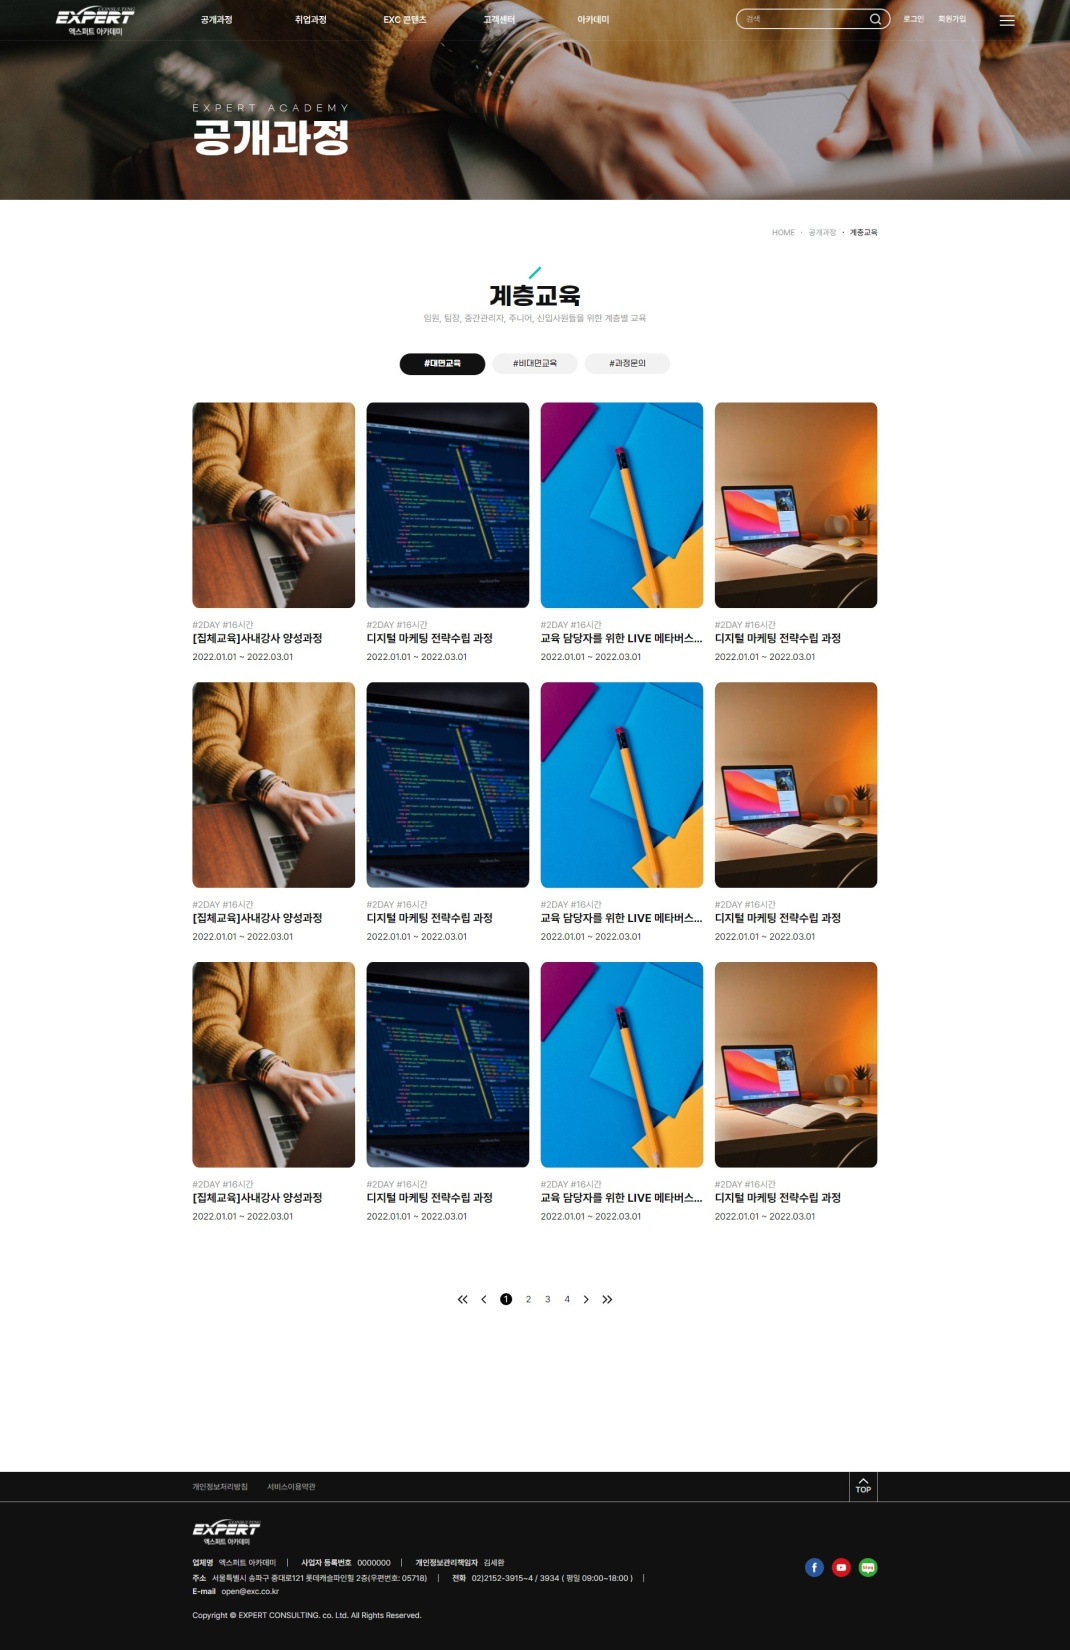 CONSULTING
EXPERT
엑스퍼트 아카데미
공개과정
취업과정
EXC 콘텐츠
고객센터
아카데미
검색
로그인
회원가입
EXPERT ACADEMY
공개과정
HOME · 공개과정 · 계층교육
계층교육
임원, 팀장, 중간관리자, 주니어, 신입사원들을 위한 계층별 교육
#대면교육
#비대면교육
#과정문의
#2DAY #16시간
[집체교육]사내강사 양성과정
2022.01.01 ~ 2022.03.01
#2DAY #16시간
디지털 마케팅 전략수립 과정
2022.01.01 ~ 2022.03.01
#2DAY #16시간
교육 담당자를 위한 LIVE 메타버스...
2022.01.01 ~ 2022.03.01
#2DAY #16시간
디지털 마케팅 전략수립 과정
2022.01.01 ~ 2022.03.01
#2DAY #16시간
[집체교육]사내강사 양성과정
2022.01.01 ~ 2022.03.01
#2DAY #16시간
디지털 마케팅 전략수립 과정
2022.01.01 ~ 2022.03.01
#2DAY #16시간
교육 담당자를 위한 LIVE 메타버스...
2022.01.01 ~ 2022.03.01
#2DAY #16시간
디지털 마케팅 전략수립 과정
2022.01.01 ~ 2022.03.01
#2DAY #16시간
[집체교육]사내강사 양성과정
2022.01.01 ~ 2022.03.01
#2DAY #16시간
디지털 마케팅 전략수립 과정
2022.01.01 ~ 2022.03.01
#2DAY #16시간
교육 담당자를 위한 LIVE 메타버스...
2022.01.01 ~ 2022.03.01
#2DAY #16시간
디지털 마케팅 전략수립 과정
2022.01.01 ~ 2022.03.01
1 2 3 4
개인정보처리방침
서비스이용약관
TOP
CONSULTING
EXPERT
엑스퍼트 아카데미
업체명 엑스퍼트 아카데미 | 사업자 등록번호 0000000 | 개인정보관리책임자 김세환
주소 서울특별시 송파구 중대로121 롯데캐슬파인힐 2층(우편번호: 05718) | 전화 02)2152-3915~4 / 3934 ( 평일 09:00~18:00 ) |
E-mail open@exc.co.kr
Copyright © EXPERT CONSULTING. co. Ltd. All Rights Reserved.